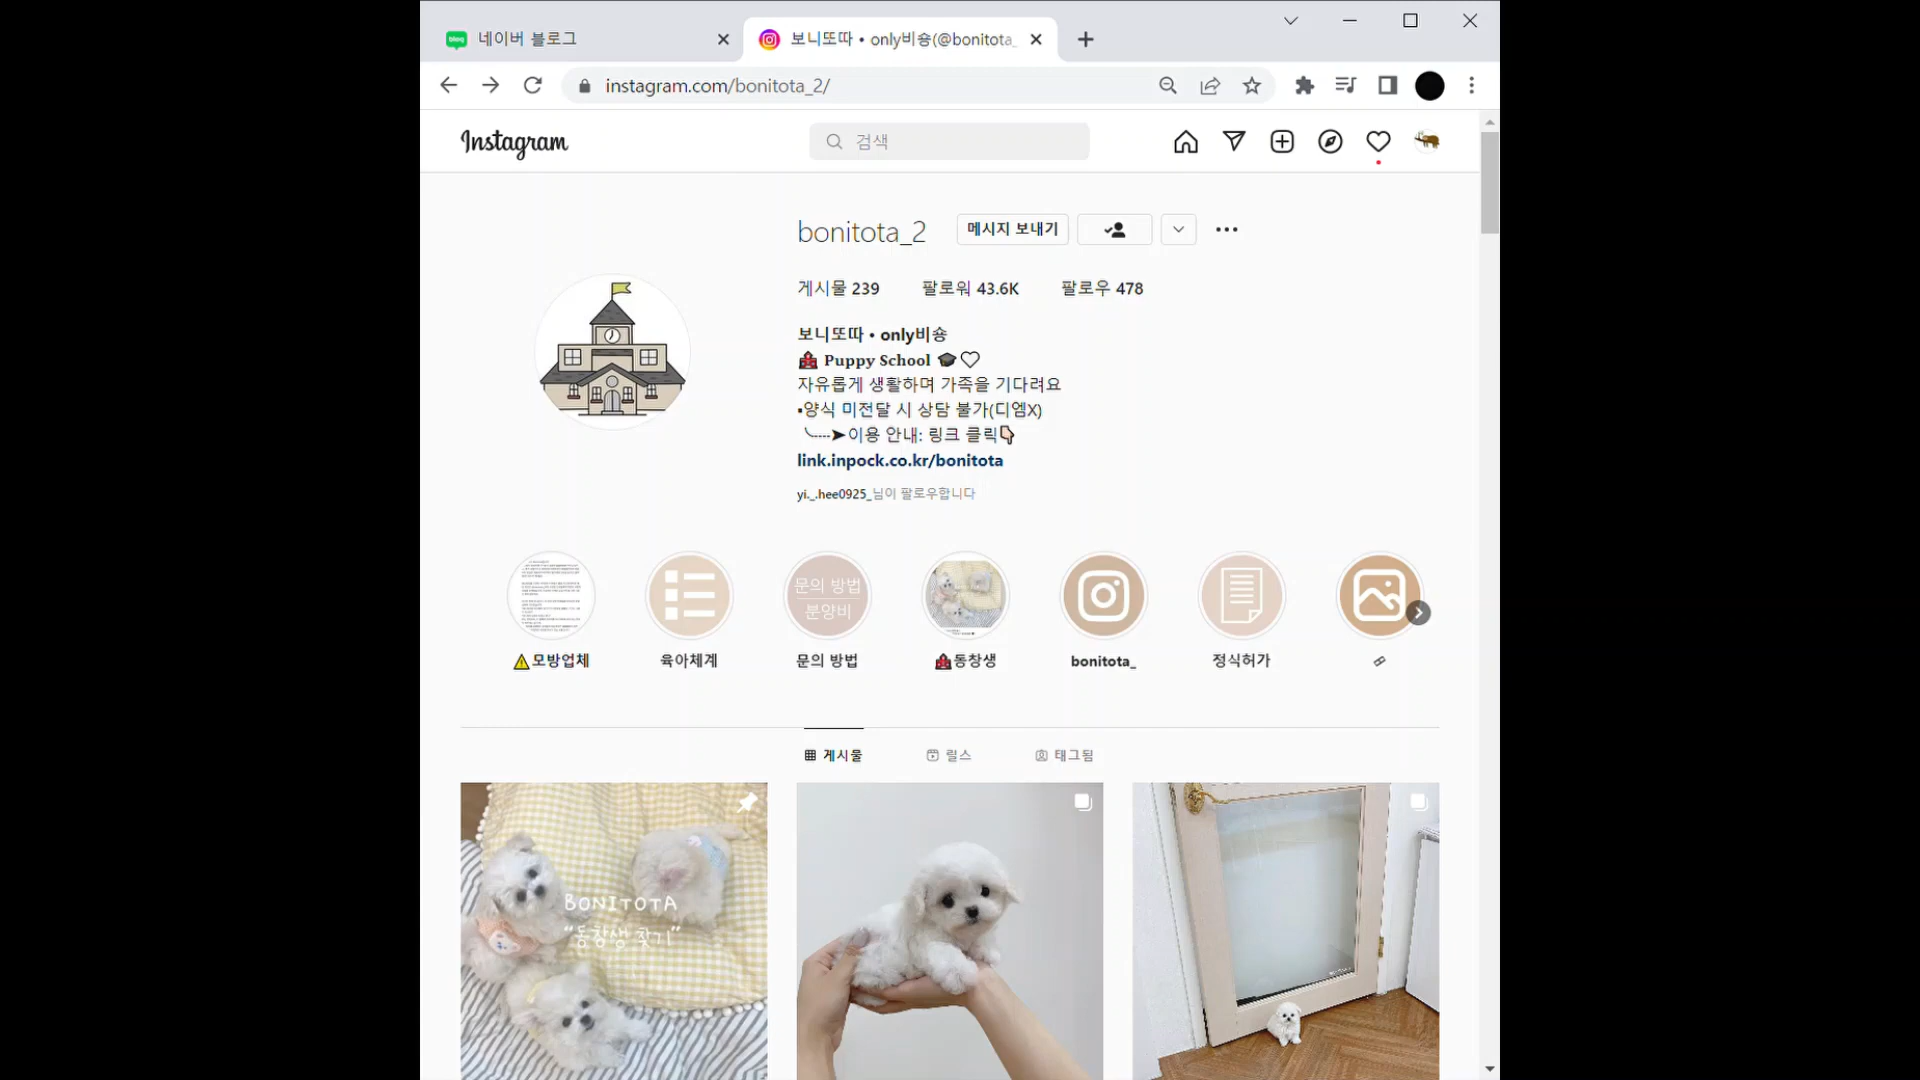 네이버 블로그
보니또따 • only비숑(@bonitota_
instagram.com/bonitota_2/
Instagram
검색
bonitota_2
메시지 보내기
게시물 239 팔로워 43.6K 팔로우 478
보니또따 • only비숑
🏫 Puppy School 🎓♡
자유롭게 생활하며 가족을 기다려요
▪양식 미전달 시 상담 불가(디엠X)
╰┈➤이용 안내: 링크 클릭👇🏻
link.inpock.co.kr/bonitota
yi._.hee0925_님이 팔로우합니다
문의 방법
분양비
⚠️모방업체
육아체계
문의 방법
🏫동창생
bonitota_
정식허가
게시물
릴스
태그됨
BONITOTA
"동창생 찾기"